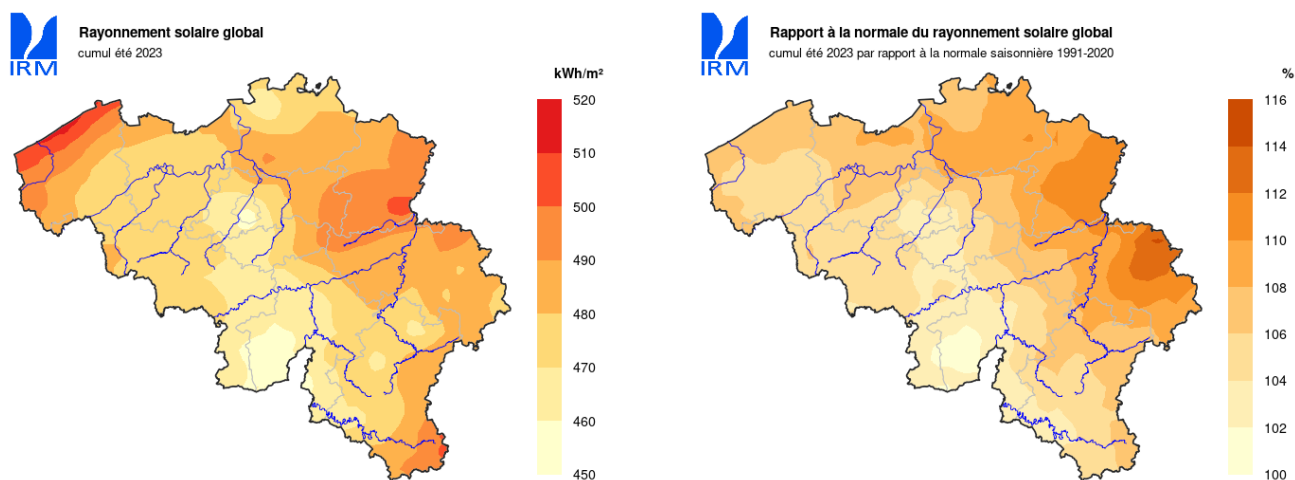 IRM
Rayonnement solaire global
cumul été 2023
kWh/m²
520
510
500
490
480
470
460
450
IRM
Rapport à la normale du rayonnement solaire global
cumul été 2023 par rapport à la normale saisonnière 1991-2020
%
116
114
112
110
108
106
104
102
100